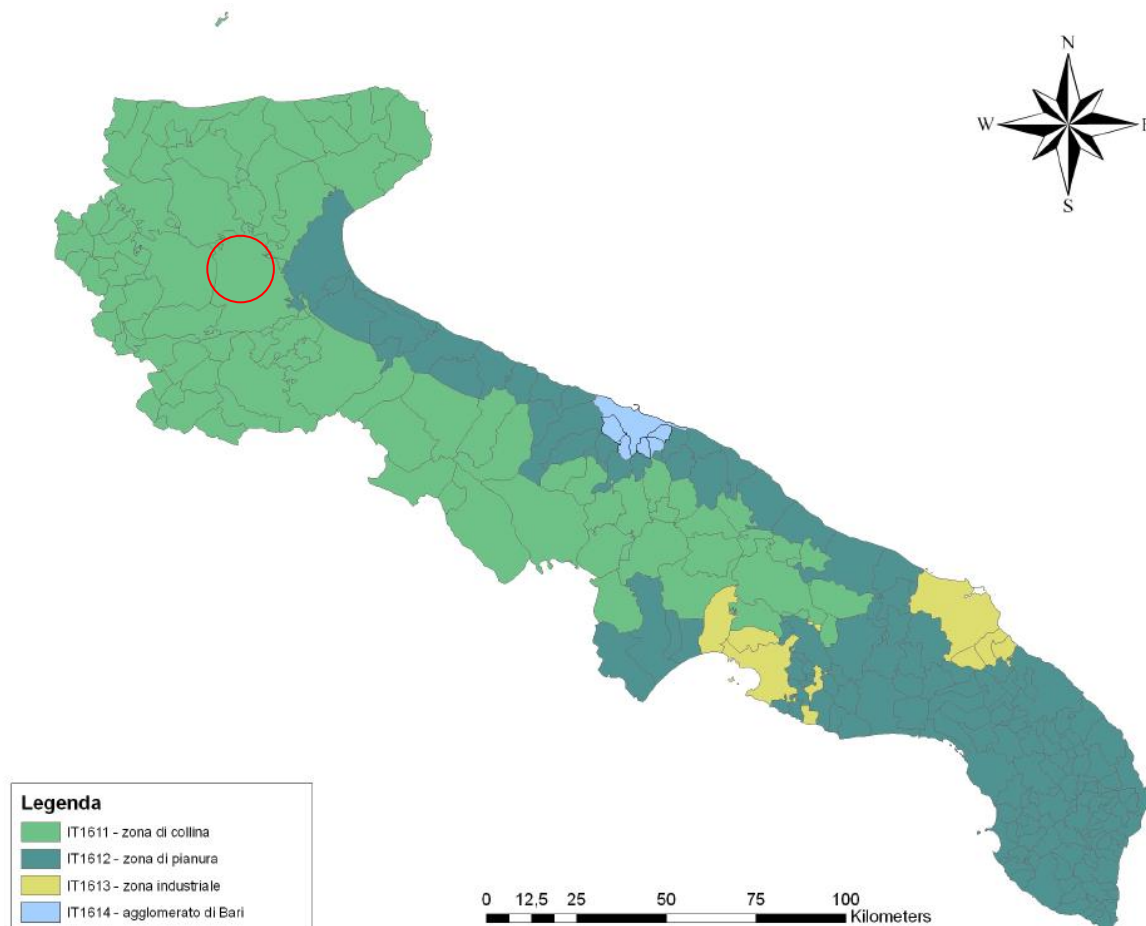 N
W
E
S
Legenda
IT1611 - zona di collina
IT1612 - zona di pianura
IT1613 - zona industriale
IT1614 - agglomerato di Bari
0 12,5 25 50 75 100
Kilometers